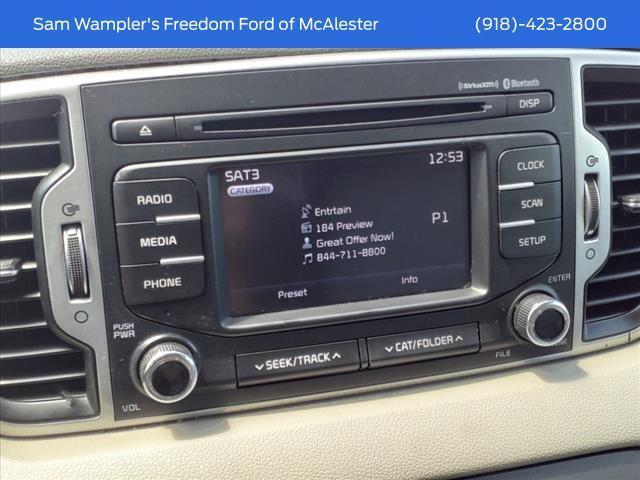 Sam Wampler's Freedom Ford of McAlester (918)-423-2800
SiriusXM Bluetooth
DISP
SAT3 12:53
CATEGORY
Entrtain
184 Preview P1
Great Offer Now!
844-711-8800
Preset Info
RADIO
MEDIA
PHONE
CLOCK
SCAN
SETUP
PUSH
PWR
VOL
SEEK/TRACK
CAT/FOLDER
ENTER
FILE